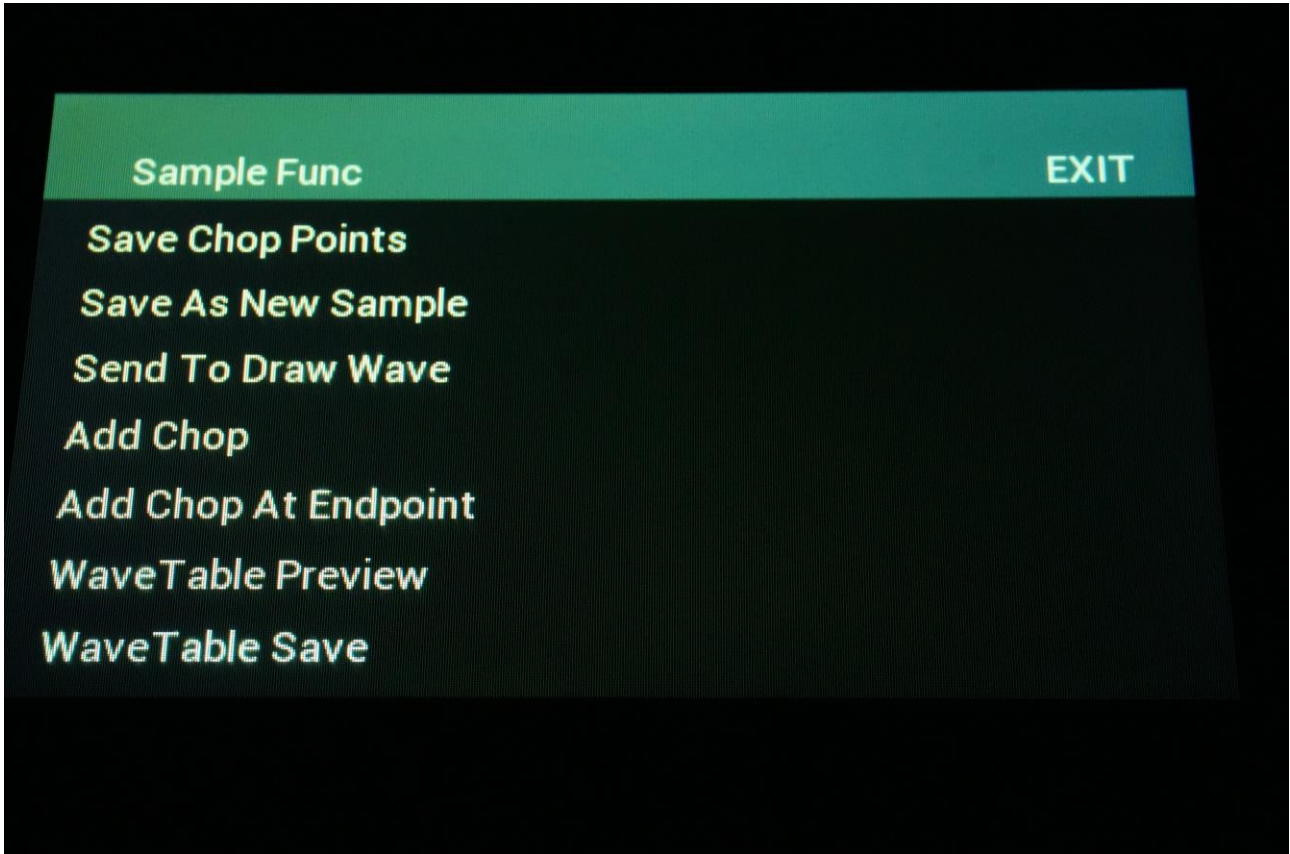 Sample Func EXIT
Save Chop Points
Save As New Sample
Send To Draw Wave
Add Chop
Add Chop At Endpoint
WaveTable Preview
WaveTable Save